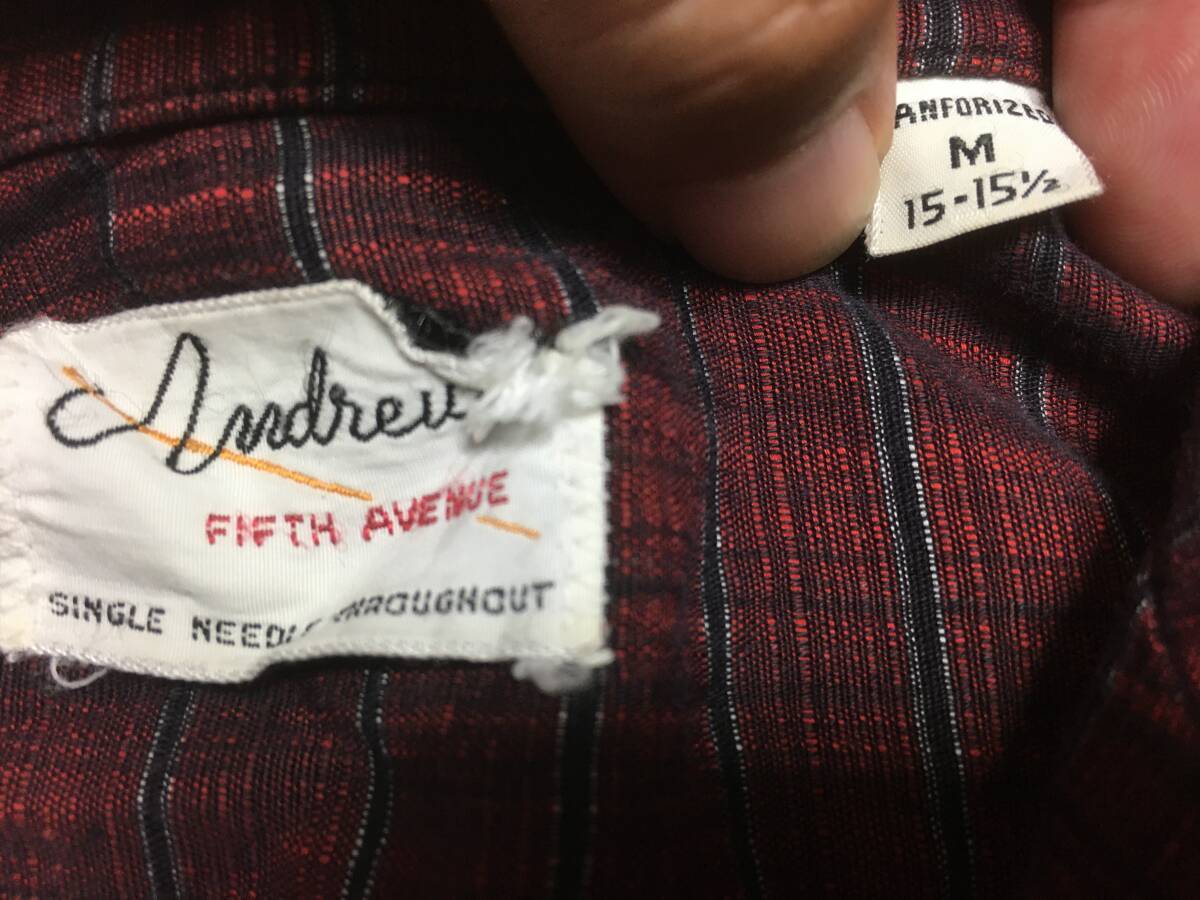 Andrew
FIFTH AVENUE
SINGLE NEEDLE THROUGHOUT
ANFORIZED
M
15-15½